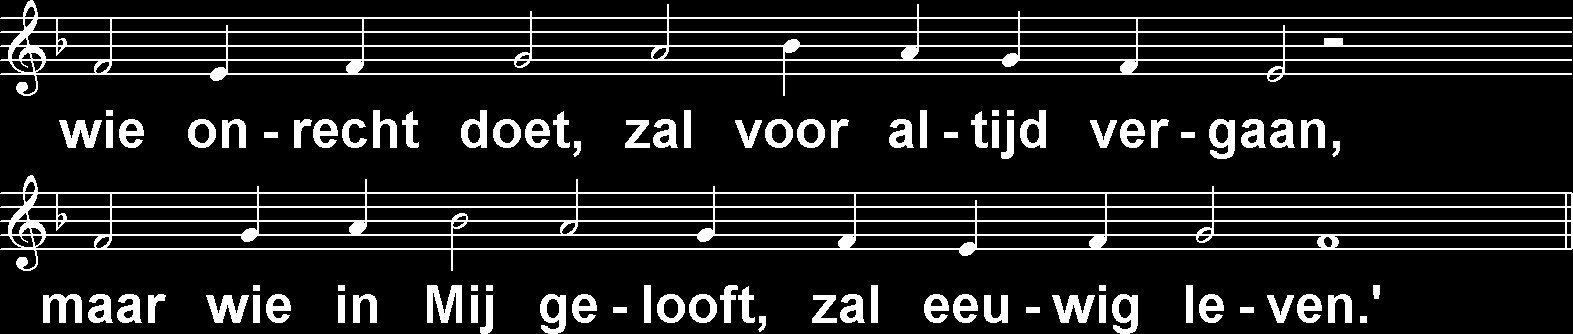 wie on - recht doet, zal voor al - tijd ver - gaan,
maar wie in Mij ge - looft, zal eeu - wig le - ven.'